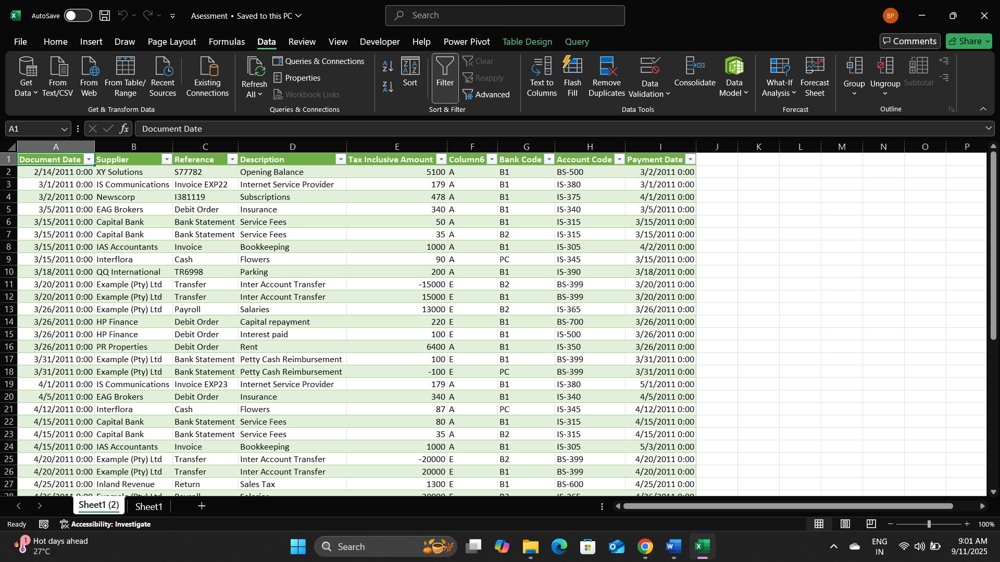 AutoSave Asessment • Saved to this PC Search BP
File Home Insert Draw Page Layout Formulas Data Review View Developer Help Power Pivot Table Design Query Comments Share
Get Data From Text/CSV From Web From Table/ Range Recent Sources Existing Connections
Get & Transform Data
Refresh All Queries & Connections Properties Workbook Links
Queries & Connections
Sort Filter Clear Reapply Advanced
Sort & Filter
Text to Columns Flash Fill Remove Duplicates Data Validation Consolidate Data Model
Data Tools
What-If Analysis Forecast Sheet
Forecast
Group Ungroup Subtotal
Outline
A1 fx Document Date
A B C D E F G H I J K L M N O P
1 Document Date Supplier Reference Description Tax Inclusive Amount Column6 Bank Code Account Code Payment Date
2 2/14/2011 0:00 XY Solutions S77782 Opening Balance 5100 A B1 BS-500 3/2/2011 0:00
3 3/1/2011 0:00 IS Communications Invoice EXP22 Internet Service Provider 179 A B1 IS-380 3/1/2011 0:00
4 3/2/2011 0:00 Newscorp I381119 Subscriptions 478 A B1 IS-375 4/1/2011 0:00
5 3/5/2011 0:00 EAG Brokers Debit Order Insurance 340 A B1 IS-340 3/5/2011 0:00
6 3/15/2011 0:00 Capital Bank Bank Statement Service Fees 50 A B1 IS-315 3/15/2011 0:00
7 3/15/2011 0:00 Capital Bank Bank Statement Service Fees 35 A B2 IS-315 3/15/2011 0:00
8 3/15/2011 0:00 IAS Accountants Invoice Bookkeeping 1000 A B1 IS-305 4/2/2011 0:00
9 3/15/2011 0:00 Interflora Cash Flowers 90 A PC IS-345 3/15/2011 0:00
10 3/18/2011 0:00 QQ International TR6998 Parking 200 A B1 IS-390 3/18/2011 0:00
11 3/20/2011 0:00 Example (Pty) Ltd Transfer Inter Account Transfer -15000 E B2 BS-399 3/20/2011 0:00
12 3/20/2011 0:00 Example (Pty) Ltd Transfer Inter Account Transfer 15000 E B1 BS-399 3/20/2011 0:00
13 3/26/2011 0:00 Example (Pty) Ltd Payroll Salaries 13000 E B2 IS-365 3/26/2011 0:00
14 3/26/2011 0:00 HP Finance Debit Order Capital repayment 220 E B1 BS-700 3/26/2011 0:00
15 3/26/2011 0:00 HP Finance Debit Order Interest paid 100 E B1 IS-500 3/26/2011 0:00
16 3/26/2011 0:00 PR Properties Debit Order Rent 6400 A B1 IS-350 3/26/2011 0:00
17 3/31/2011 0:00 Example (Pty) Ltd Bank Statement Petty Cash Reimbursement 100 E B1 BS-399 3/31/2011 0:00
18 3/31/2011 0:00 Example (Pty) Ltd Bank Statement Petty Cash Reimbursement -100 E PC BS-399 3/31/2011 0:00
19 4/1/2011 0:00 IS Communications Invoice EXP23 Internet Service Provider 179 A B1 IS-380 5/1/2011 0:00
20 4/5/2011 0:00 EAG Brokers Debit Order Insurance 340 A B1 IS-340 4/5/2011 0:00
21 4/12/2011 0:00 Interflora Cash Flowers 87 A PC IS-345 4/12/2011 0:00
22 4/15/2011 0:00 Capital Bank Bank Statement Service Fees 80 A B1 IS-315 4/15/2011 0:00
23 4/15/2011 0:00 Capital Bank Bank Statement Service Fees 35 A B2 IS-315 4/15/2011 0:00
24 4/15/2011 0:00 IAS Accountants Invoice Bookkeeping 1000 A B1 IS-305 5/3/2011 0:00
25 4/20/2011 0:00 Example (Pty) Ltd Transfer Inter Account Transfer -20000 E B2 BS-399 4/20/2011 0:00
26 4/20/2011 0:00 Example (Pty) Ltd Transfer Inter Account Transfer 20000 E B1 BS-399 4/20/2011 0:00
27 4/25/2011 0:00 Inland Revenue Return Sales Tax 1300 E B1 BS-600 4/25/2011 0:00
Sheet1 (2) Sheet1
Ready Accessibility: Investigate 100%
1 Hot days ahead 27°C Search ENG IN 9:01 AM 9/11/2025